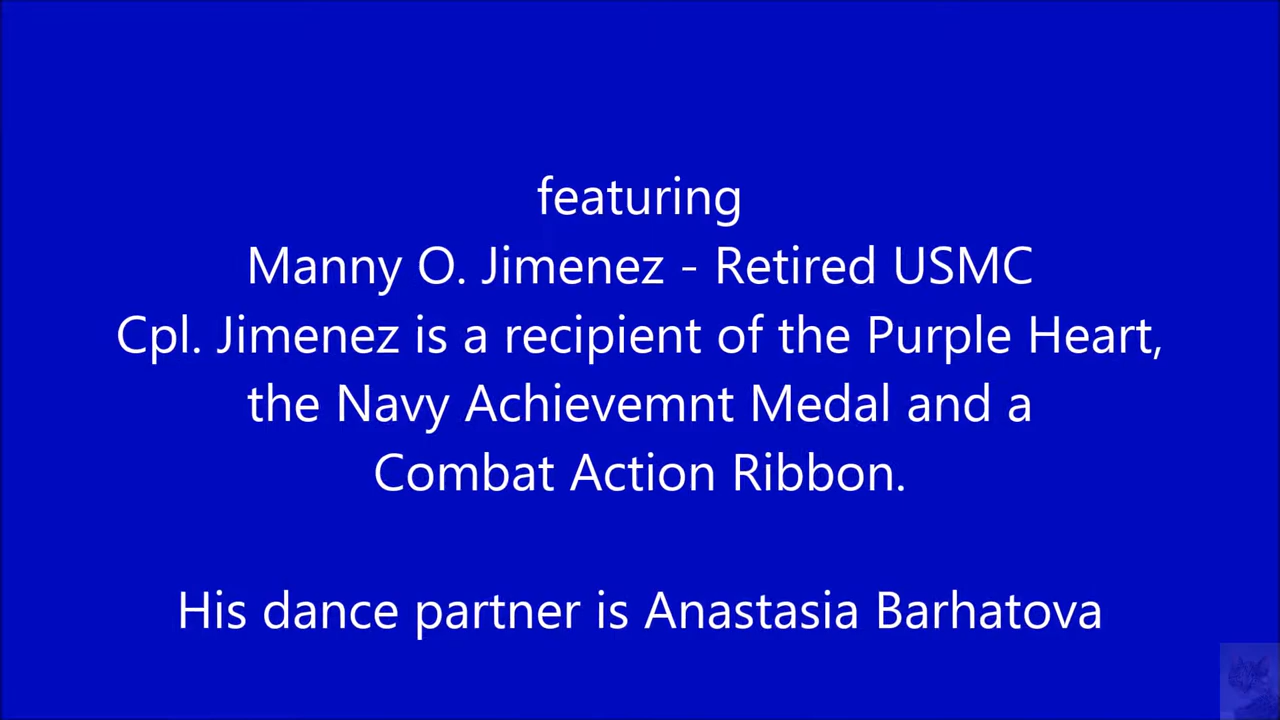 featuring
Manny O. Jimenez - Retired USMC
Cpl. Jimenez is a recipient of the Purple Heart,
the Navy Achievemnt Medal and a
Combat Action Ribbon.
His dance partner is Anastasia Barhatova